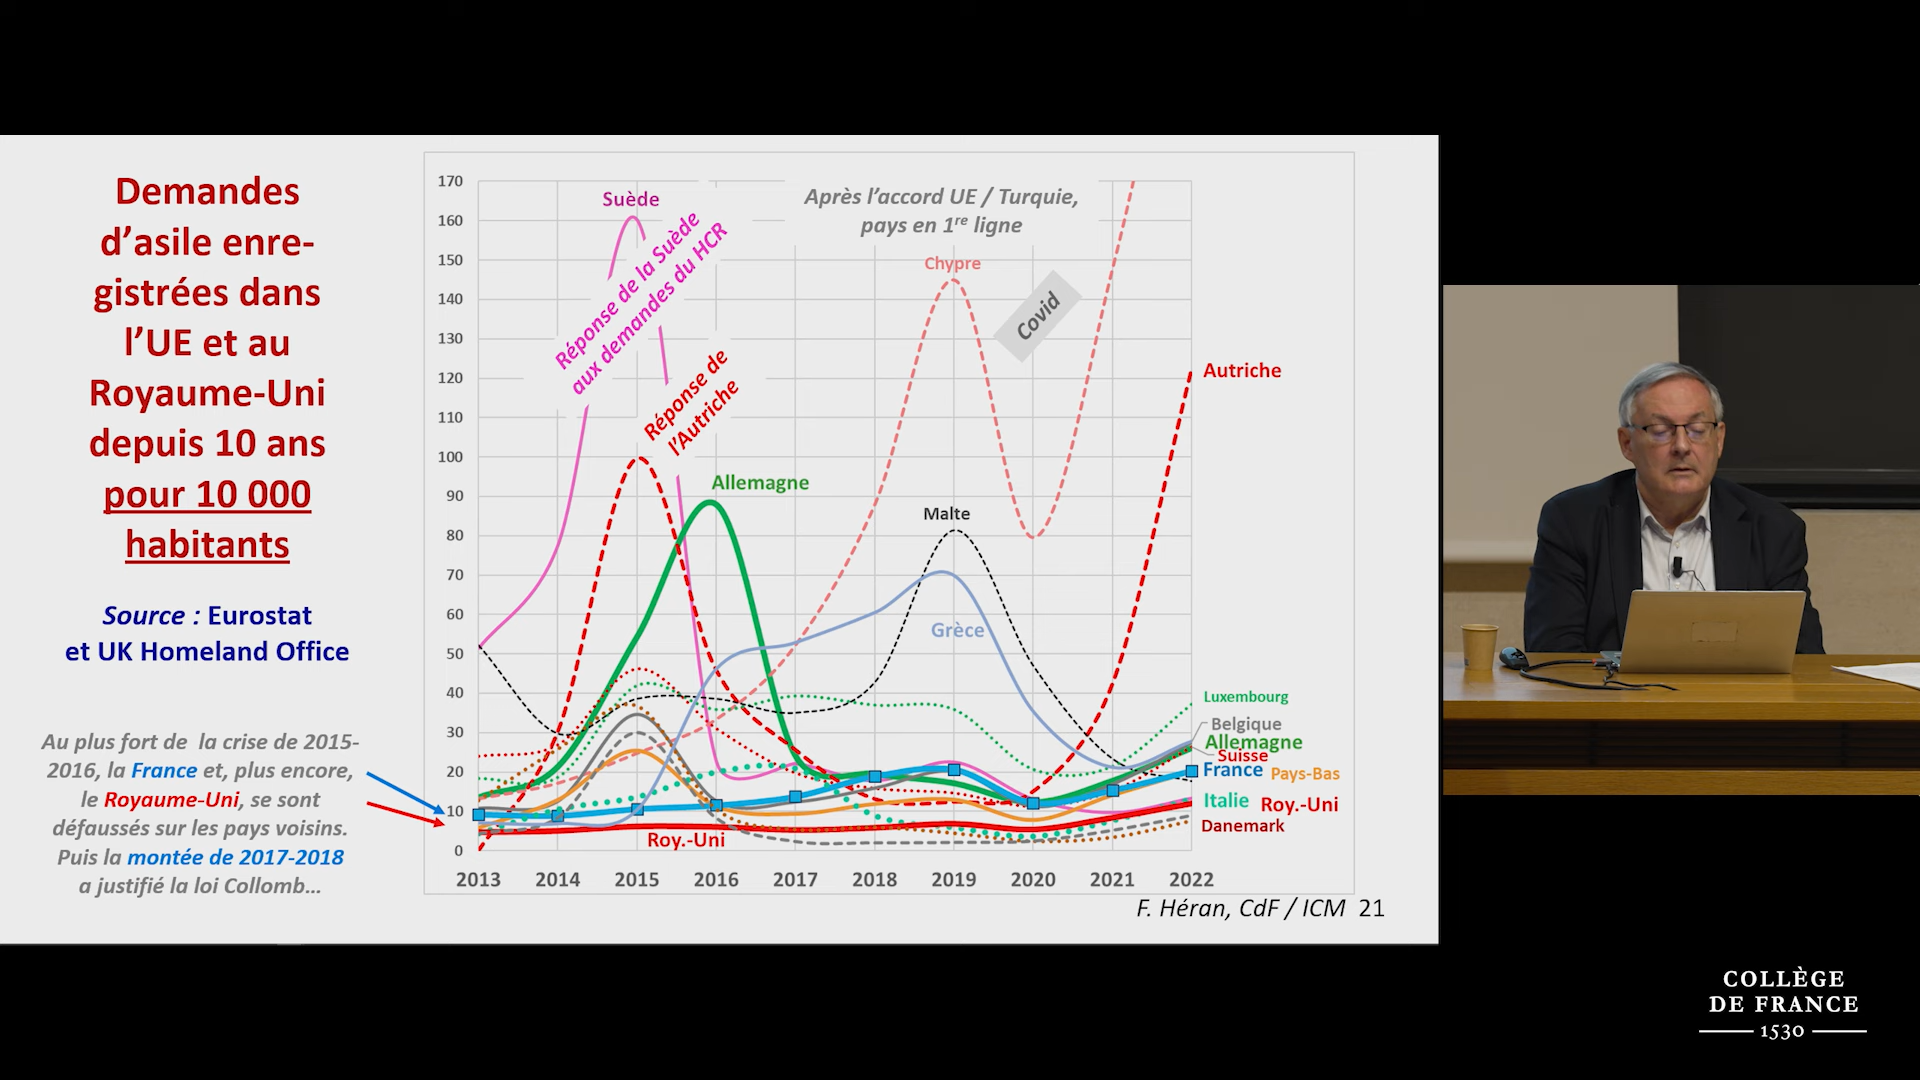 Demandes
d’asile enre-
gistrées dans
l’UE et au
Royaume-Uni
depuis 10 ans
pour 10 000
habitants
Source : Eurostat
et UK Homeland Office
Au plus fort de la crise de 2015-
2016, la France et, plus encore,
le Royaume-Uni, se sont
défaussés sur les pays voisins.
Puis la montée de 2017-2018
a justifié la loi Collomb...
170
160
150
140
130
120
110
100
90
80
70
60
50
40
30
20
10
0
2013 2014 2015 2016 2017 2018 2019 2020 2021 2022
Suède
Réponse de la Suède
aux demandes du HCR
Réponse de
l’Autriche
Allemagne
Après l’accord UE / Turquie,
pays en 1re ligne
Chypre
Covid
Malte
Grèce
Roy.-Uni
Autriche
Luxembourg
Belgique
Allemagne
Suisse
France Pays-Bas
Italie Roy.-Uni
Danemark
F. Héran, CdF / ICM 21
COLLÈGE
DE FRANCE
1530